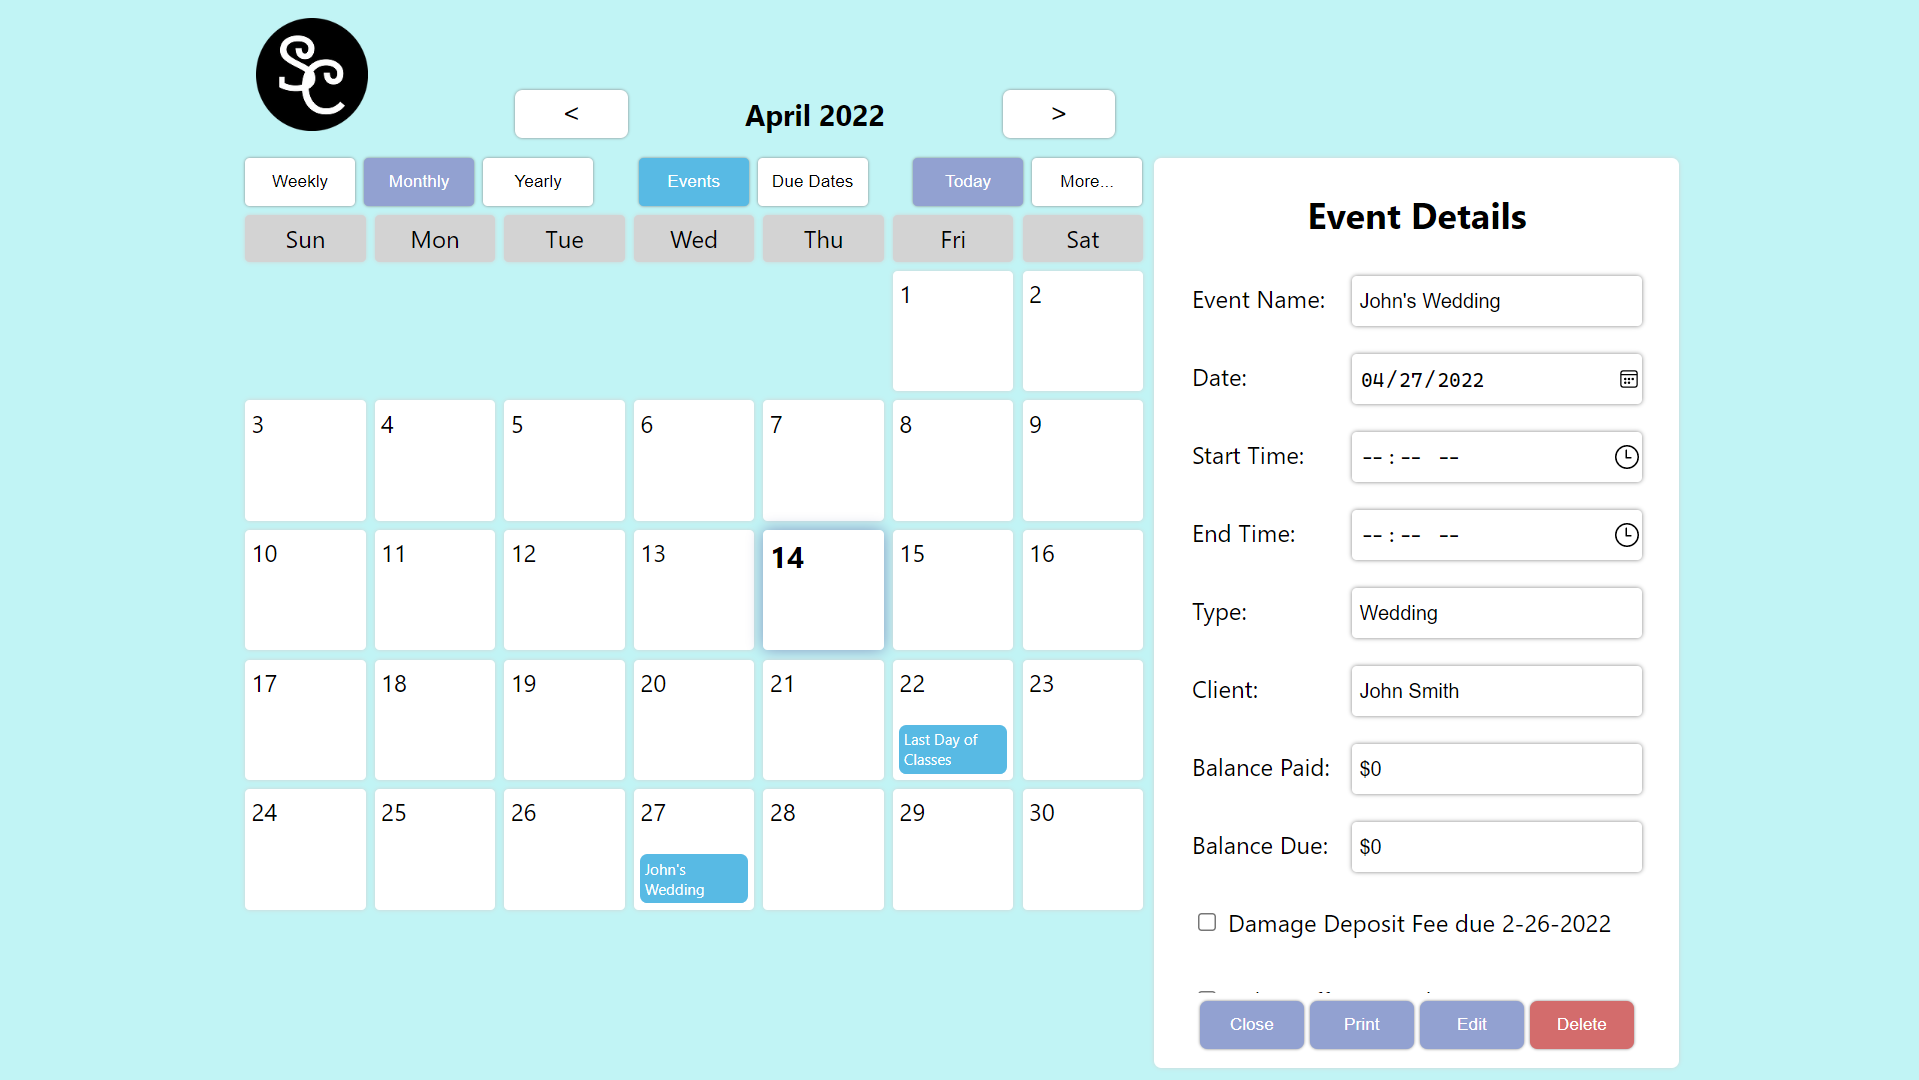 SC
< April 2022 >
Weekly Monthly Yearly Events Due Dates Today More...
Sun Mon Tue Wed Thu Fri Sat
1 2
3 4 5 6 7 8 9
10 11 12 13 14 15 16
17 18 19 20 21 22 23
Last Day of
Classes
24 25 26 27 28 29 30
John's
Wedding
Event Details
Event Name: John's Wedding
Date: 04/27/2022
Start Time: --:-- --
End Time: --:-- --
Type: Wedding
Client: John Smith
Balance Paid: $0
Balance Due: $0
Damage Deposit Fee due 2-26-2022
Close Print Edit Delete